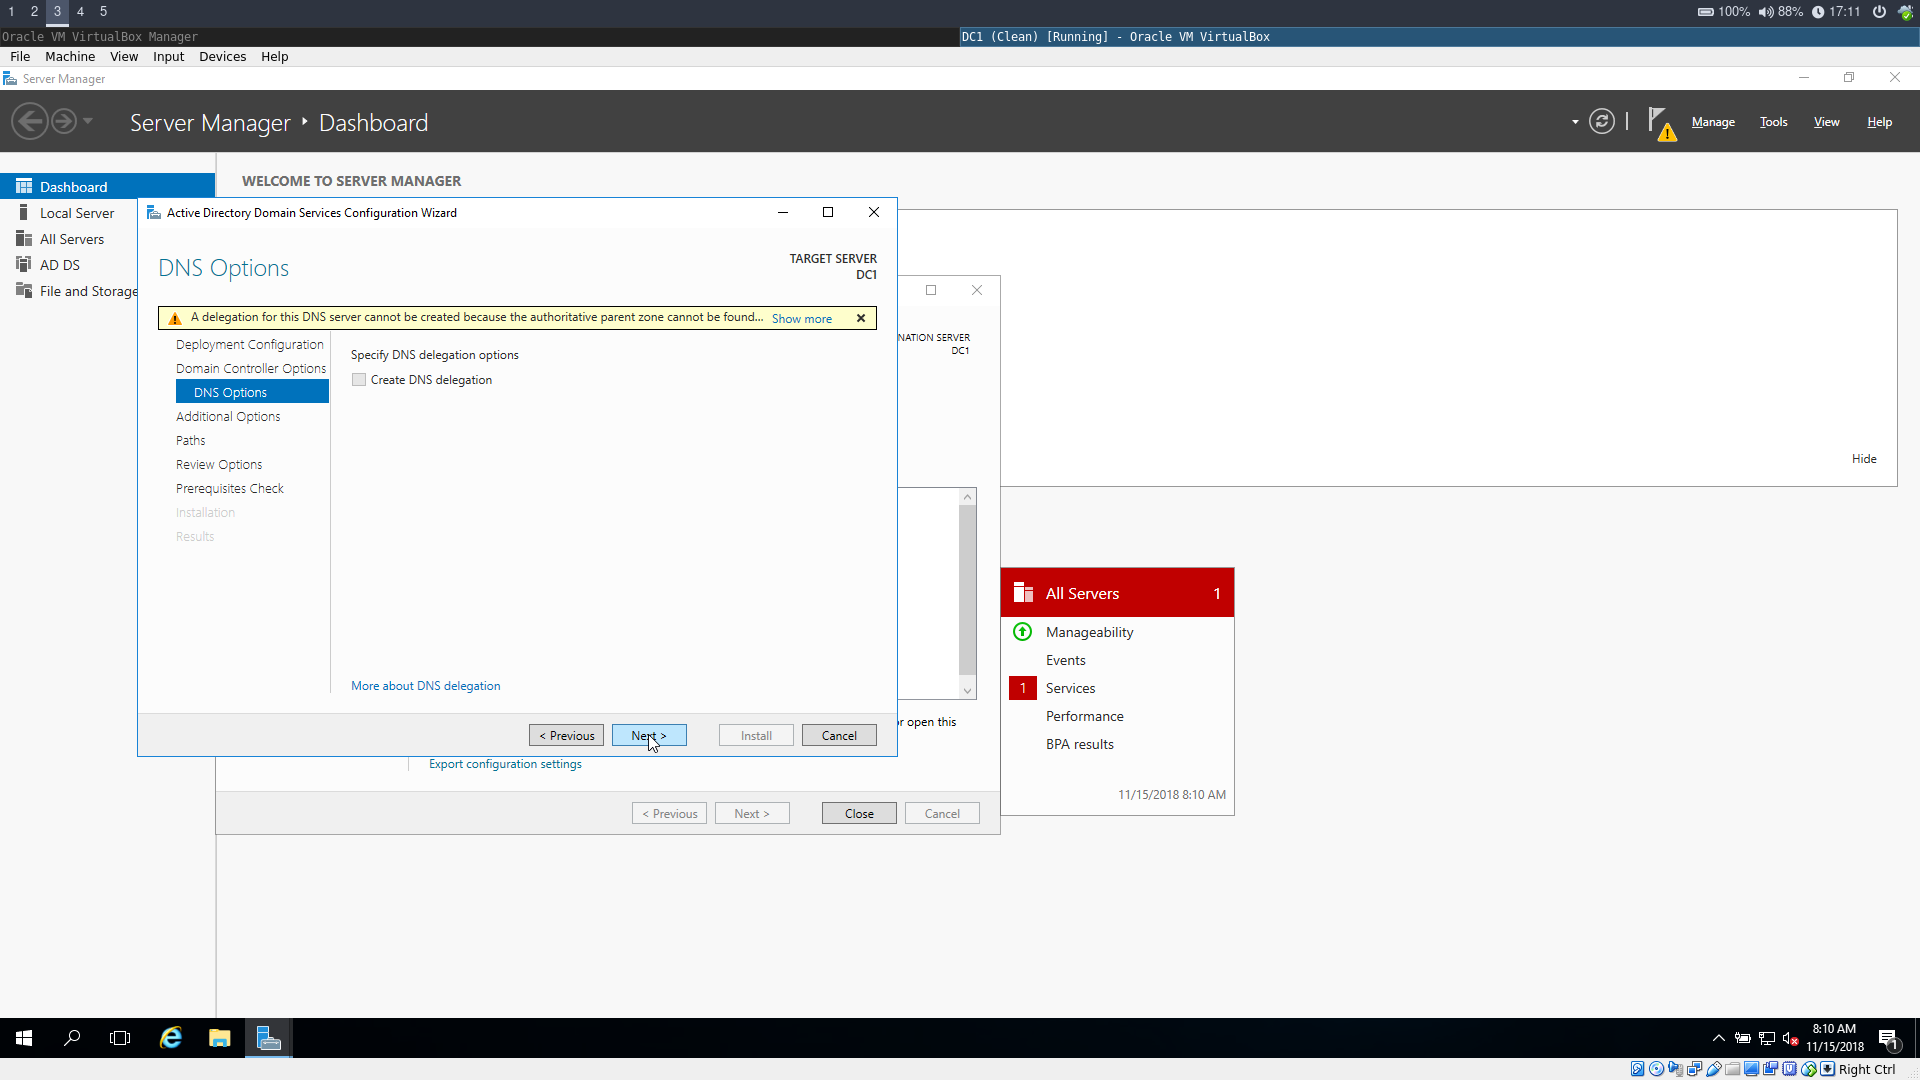 1 2 3 4 5
100% 88% 17:11
Oracle VM VirtualBox Manager
DC1 (Clean) [Running] - Oracle VM VirtualBox
File Machine View Input Devices Help
Server Manager
Server Manager Dashboard
Manage Tools View Help
Dashboard
Local Server
All Servers
AD DS
File and Storage
WELCOME TO SERVER MANAGER
Active Directory Domain Services Configuration Wizard
DNS Options
TARGET SERVER
DC1
A delegation for this DNS server cannot be created because the authoritative parent zone cannot be found... Show more
Deployment Configuration
Domain Controller Options
DNS Options
Additional Options
Paths
Review Options
Prerequisites Check
Installation
Results
Specify DNS delegation options
Create DNS delegation
More about DNS delegation
< Previous Next > Install Cancel
NATION SERVER
DC1
or open this
Export configuration settings
< Previous Next > Close Cancel
Hide
All Servers 1
Manageability
Events
1 Services
Performance
BPA results
11/15/2018 8:10 AM
8:10 AM
11/15/2018
1
Right Ctrl